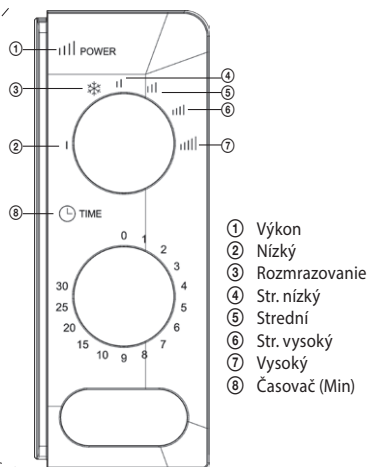 ① POWER
③
④
⑤
⑥
②
⑦
⑧ TIME
0
1
2
3
4
5
6
7
8
9
10
15
20
25
30
① Výkon
② Nízký
③ Rozmrazovanie
④ Str. nízký
⑤ Strední
⑥ Str. vysoký
⑦ Vysoký
⑧ Časovač (Min)